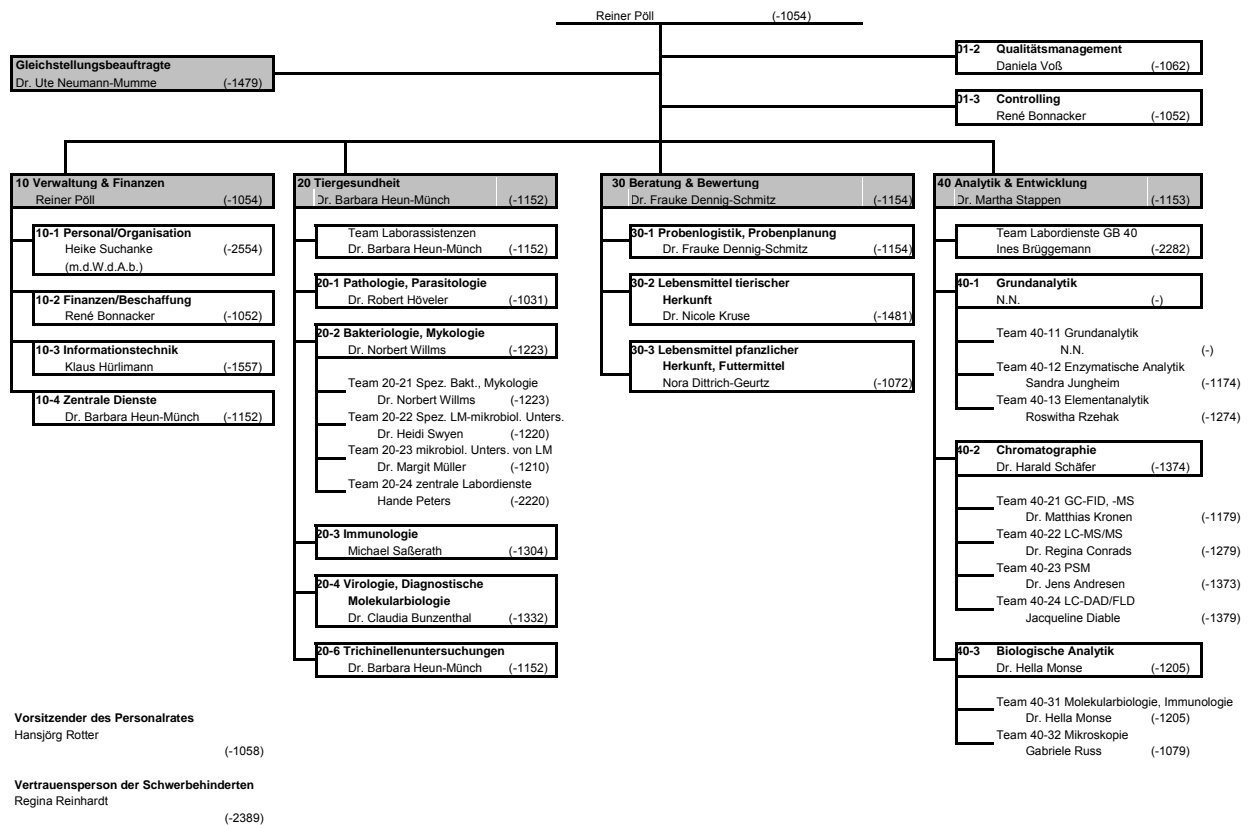 Reiner Pöll (-1054)
01-2 Qualitätsmanagement
Daniela Voß (-1062)
Gleichstellungsbeauftragte
Dr. Ute Neumann-Mumme (-1479)
01-3 Controlling
René Bonnacker (-1052)
10 Verwaltung & Finanzen
Reiner Pöll (-1054)
10-1 Personal/Organisation
Heike Suchanke (-2554)
(m.d.W.d.A.b.)
10-2 Finanzen/Beschaffung
René Bonnacker (-1052)
10-3 Informationstechnik
Klaus Hürlimann (-1557)
10-4 Zentrale Dienste
Dr. Barbara Heun-Münch (-1152)
20 Tiergesundheit
Dr. Barbara Heun-Münch (-1152)
Team Laborassistenzen
Dr. Barbara Heun-Münch (-1152)
20-1 Pathologie, Parasitologie
Dr. Robert Höveler (-1031)
20-2 Bakteriologie, Mykologie
Dr. Norbert Willms (-1223)
Team 20-21 Spez. Bakt., Mykologie
Dr. Norbert Willms (-1223)
Team 20-22 Spez. LM-mikrobiol. Unters.
Dr. Heidi Swyen (-1220)
Team 20-23 mikrobiol. Unters. von LM
Dr. Margit Müller (-1210)
Team 20-24 zentrale Labordienste
Hande Peters (-2220)
20-3 Immunologie
Michael Saßerath (-1304)
20-4 Virologie, Diagnostische
Molekularbiologie
Dr. Claudia Bunzenthal (-1332)
20-6 Trichinellenuntersuchungen
Dr. Barbara Heun-Münch (-1152)
30 Beratung & Bewertung
Dr. Frauke Dennig-Schmitz (-1154)
30-1 Probenlogistik, Probenplanung
Dr. Frauke Dennig-Schmitz (-1154)
30-2 Lebensmittel tierischer
Herkunft
Dr. Nicole Kruse (-1481)
30-3 Lebensmittel pfanzlicher
Herkunft, Futtermittel
Nora Dittrich-Geurtz (-1072)
40 Analytik & Entwicklung
Dr. Martha Stappen (-1153)
Team Labordienste GB 40
Ines Brüggemann (-2282)
40-1 Grundanalytik
N.N. (-)
Team 40-11 Grundanalytik
N.N. (-)
Team 40-12 Enzymatische Analytik
Sandra Jungheim (-1174)
Team 40-13 Elementanalytik
Roswitha Rzehak (-1274)
40-2 Chromatographie
Dr. Harald Schäfer (-1374)
Team 40-21 GC-FID, -MS
Dr. Matthias Kronen (-1179)
Team 40-22 LC-MS/MS
Dr. Regina Conrads (-1279)
Team 40-23 PSM
Dr. Jens Andresen (-1373)
Team 40-24 LC-DAD/FLD
Jacqueline Diable (-1379)
40-3 Biologische Analytik
Dr. Hella Monse (-1205)
Team 40-31 Molekularbiologie, Immunologie
Dr. Hella Monse (-1205)
Team 40-32 Mikroskopie
Gabriele Russ (-1079)
Vorsitzender des Personalrates
Hansjörg Rotter
(-1058)
Vertrauensperson der Schwerbehinderten
Regina Reinhardt
(-2389)